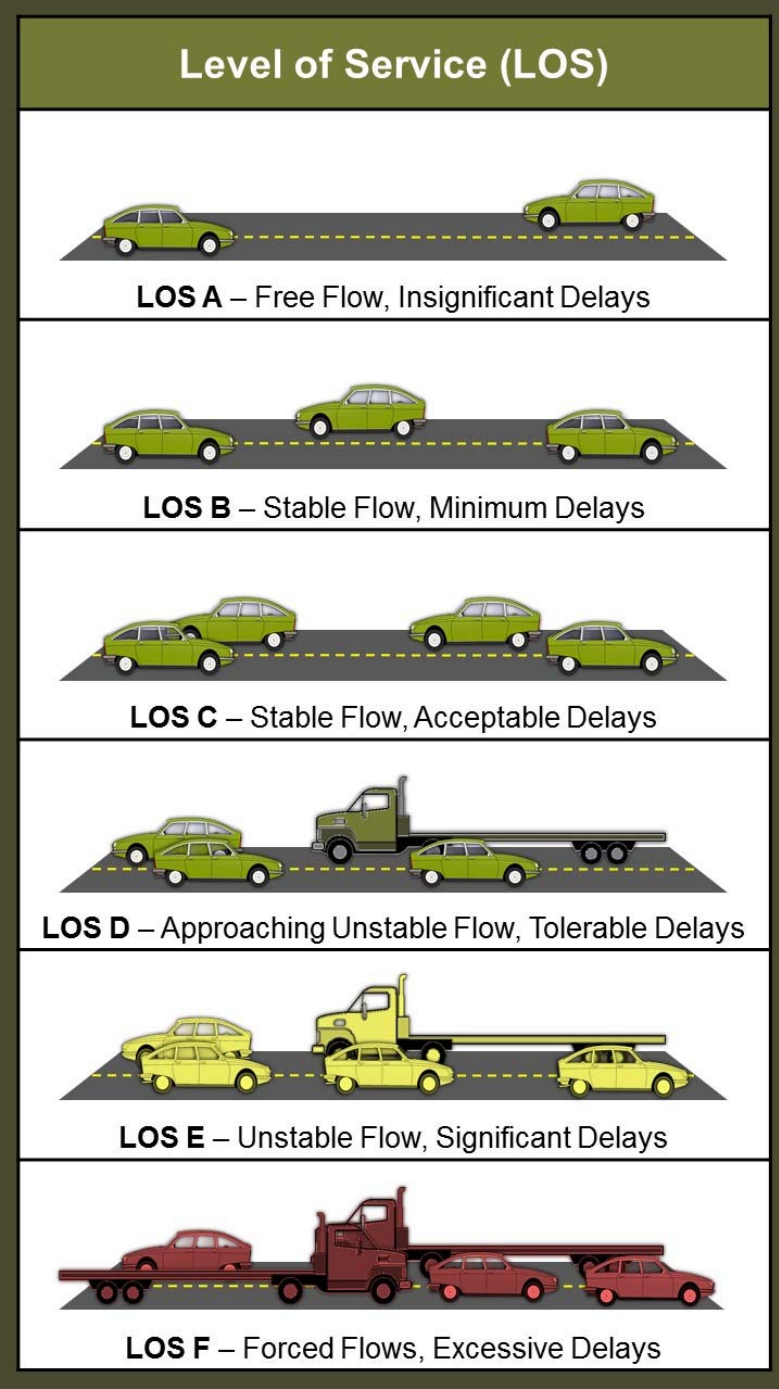 Level of Service (LOS)
LOS A – Free Flow, Insignificant Delays
LOS B – Stable Flow, Minimum Delays
LOS C – Stable Flow, Acceptable Delays
LOS D – Approaching Unstable Flow, Tolerable Delays
LOS E – Unstable Flow, Significant Delays
LOS F – Forced Flows, Excessive Delays